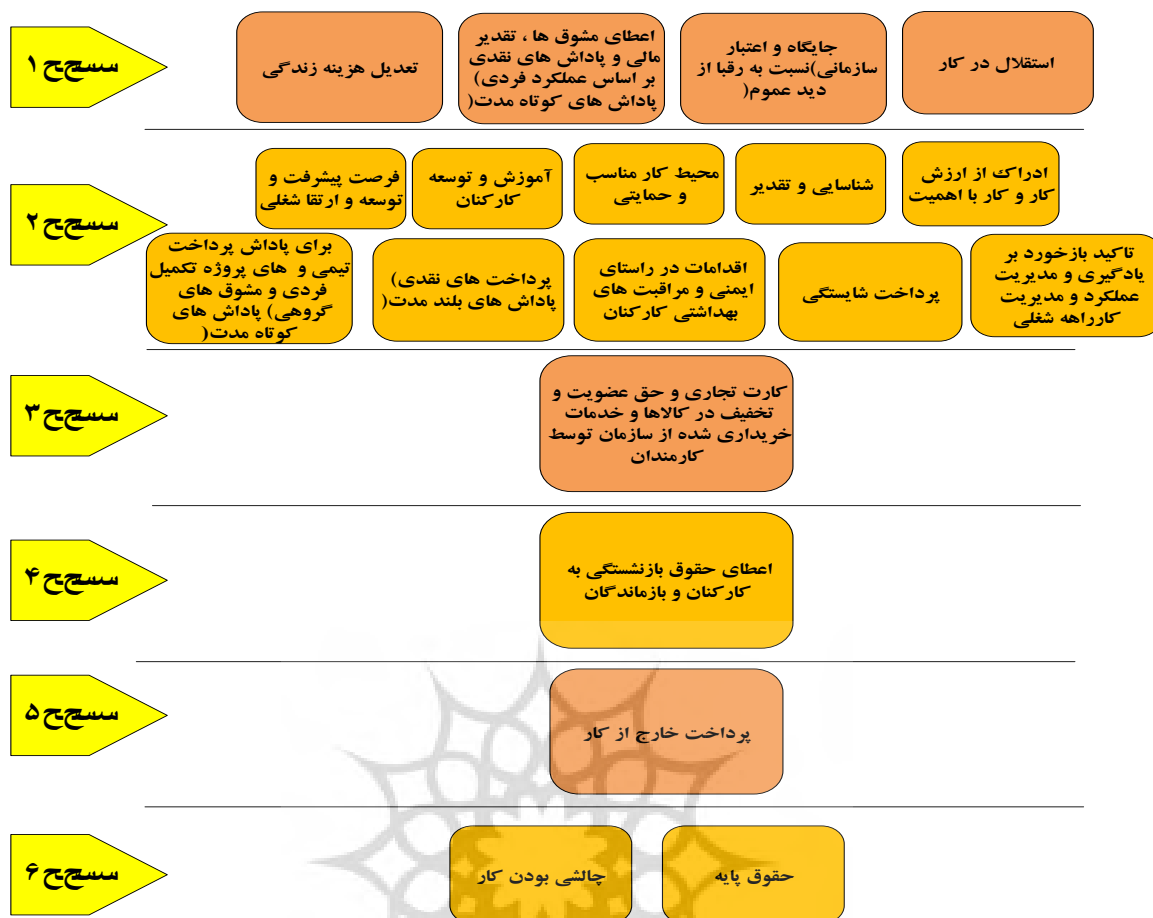 سطح ۱
استقلال در کار
جایگاه و اعتبار
سازمانی)نسبت به رقبا از
دید عموم(
اعطای مشوق ها ، تقدیر
مالی و پاداش های نقدی
بر اساس عملکرد فردی)
پاداش های کوتاه مدت(
تعدیل هزینه زندگی
سطح ۲
ادراک از ارزش
کار و کار با اهمیت
شناسایی و تقدیر
محیط کار مناسب
و حمایتی
آموزش و توسعه
کارکنان
فرصت پیشرفت و
توسعه و ارتقا شغلی
تاکید بازخورد بر
یادگیری و مدیریت
عملکرد و مدیریت
کارراهه شغلی
پرداخت شایستگی
اقدامات در راستای
ایمنی و مراقبت های
بهداشتی کارکنان
پرداخت های نقدی)
پاداش های بلند مدت(
برای پاداش پرداخت
تیمی و های پروژه تکمیل
فردی و مشوق های
گروهی) پاداش های
کوتاه مدت(
سطح ۳
کارت تجاری و حق عضویت و
تخفیف در کالاها و خدمات
خریداری شده از سازمان توسط
کارمندان
سطح ۴
اعطای حقوق بازنشستگی به
کارکنان و بازماندگان
سطح ۵
پرداخت خارج از کار
سطح ۶
حقوق پایه
چالشی بودن کار